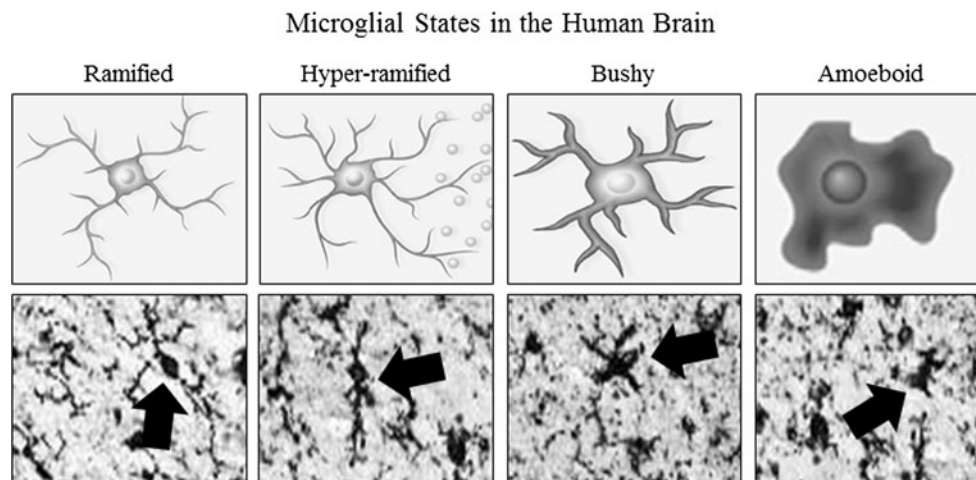 Microglial States in the Human Brain
Ramified Hyper-ramified Bushy Amoeboid